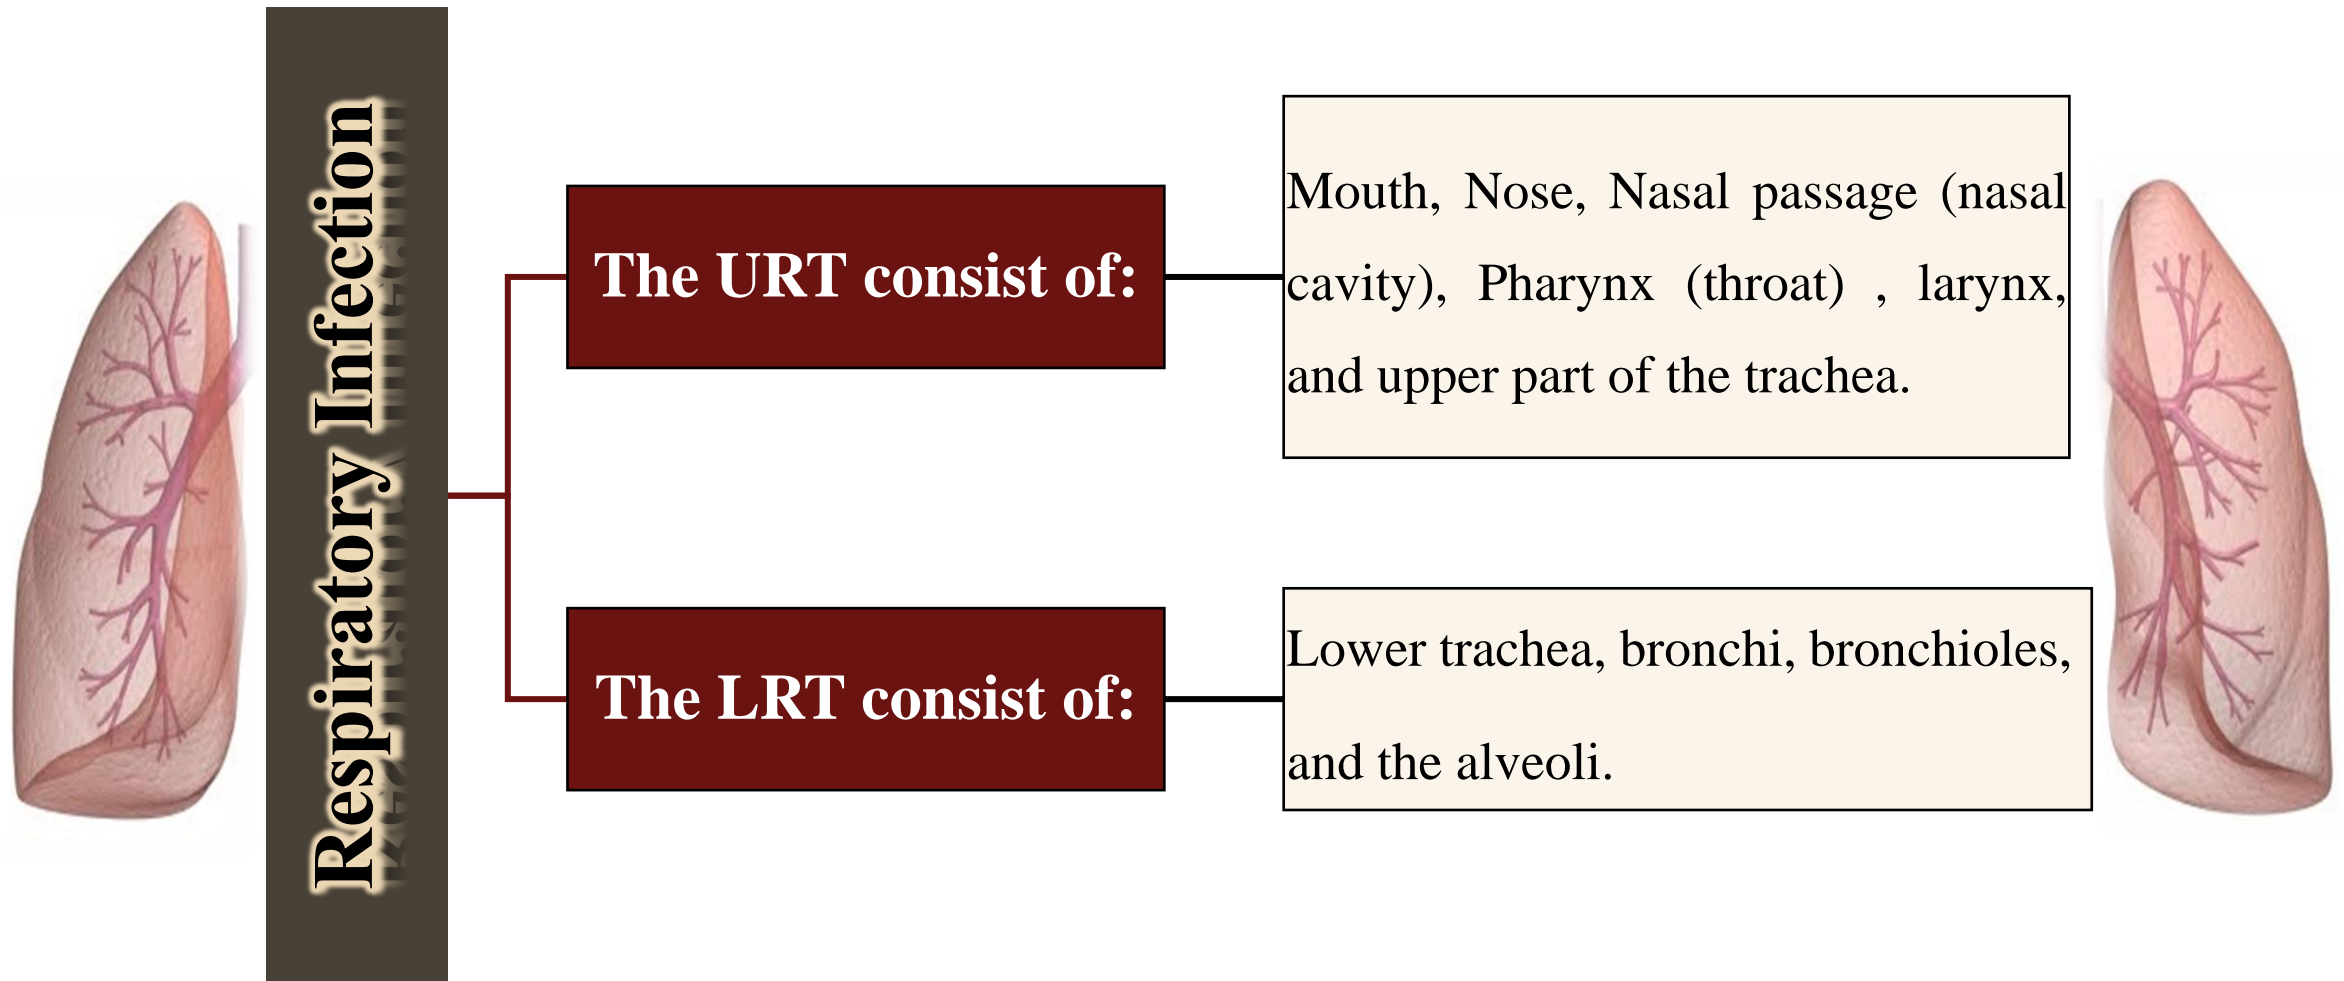 Respiratory Infection
The URT consist of:
Mouth, Nose, Nasal passage (nasal
cavity), Pharynx (throat) , larynx,
and upper part of the trachea.
The LRT consist of:
Lower trachea, bronchi, bronchioles,
and the alveoli.